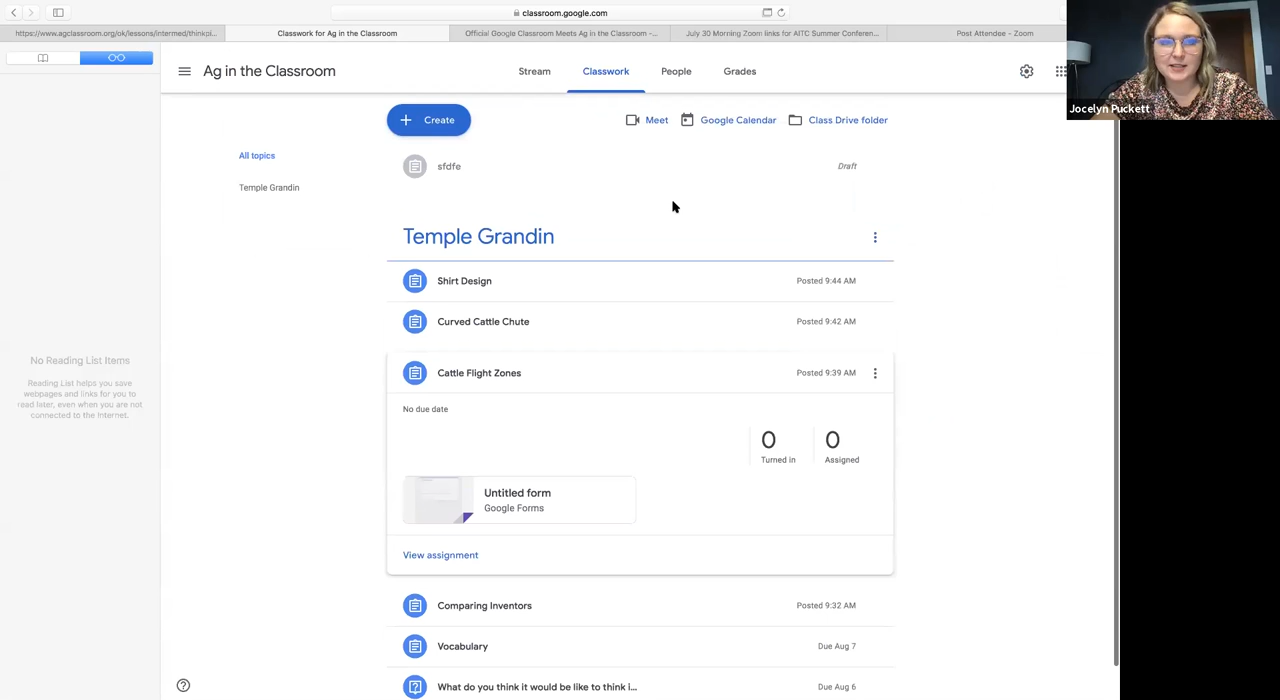 classroom.google.com
https://www.agclassroom.org/ok/lessons/intermed/thinkpi...
Classwork for Ag in the Classroom
Official Google Classroom Meets Ag in the Classroom -...
July 30 Morning Zoom links for AITC Summer Conferen...
Post Attendee - Zoom
Jocelyn Puckett
Ag in the Classroom
Stream
Classwork
People
Grades
Create
Meet
Google Calendar
Class Drive folder
All topics
Temple Grandin
sfdfe
Draft
Temple Grandin
Shirt Design
Posted 9:44 AM
Curved Cattle Chute
Posted 9:42 AM
Cattle Flight Zones
Posted 9:39 AM
No due date
0
Turned in
0
Assigned
Untitled form
Google Forms
View assignment
Comparing Inventors
Posted 9:32 AM
Vocabulary
Due Aug 7
What do you think it would be like to think i...
Due Aug 6
No Reading List Items
Reading List helps you save
webpages and links for you to
read later, even when you are not
connected to the Internet.